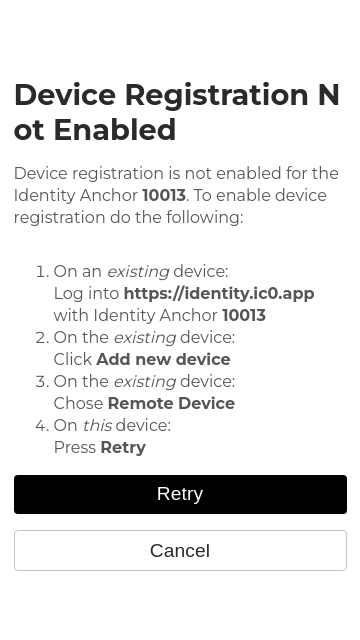 Device Registration N
ot Enabled
Device registration is not enabled for the
Identity Anchor 10013. To enable device
registration do the following:
1. On an existing device:
Log into https://identity.ic0.app
with Identity Anchor 10013
2. On the existing device:
Click Add new device
3. On the existing device:
Chose Remote Device
4. On this device:
Press Retry
Retry
Cancel